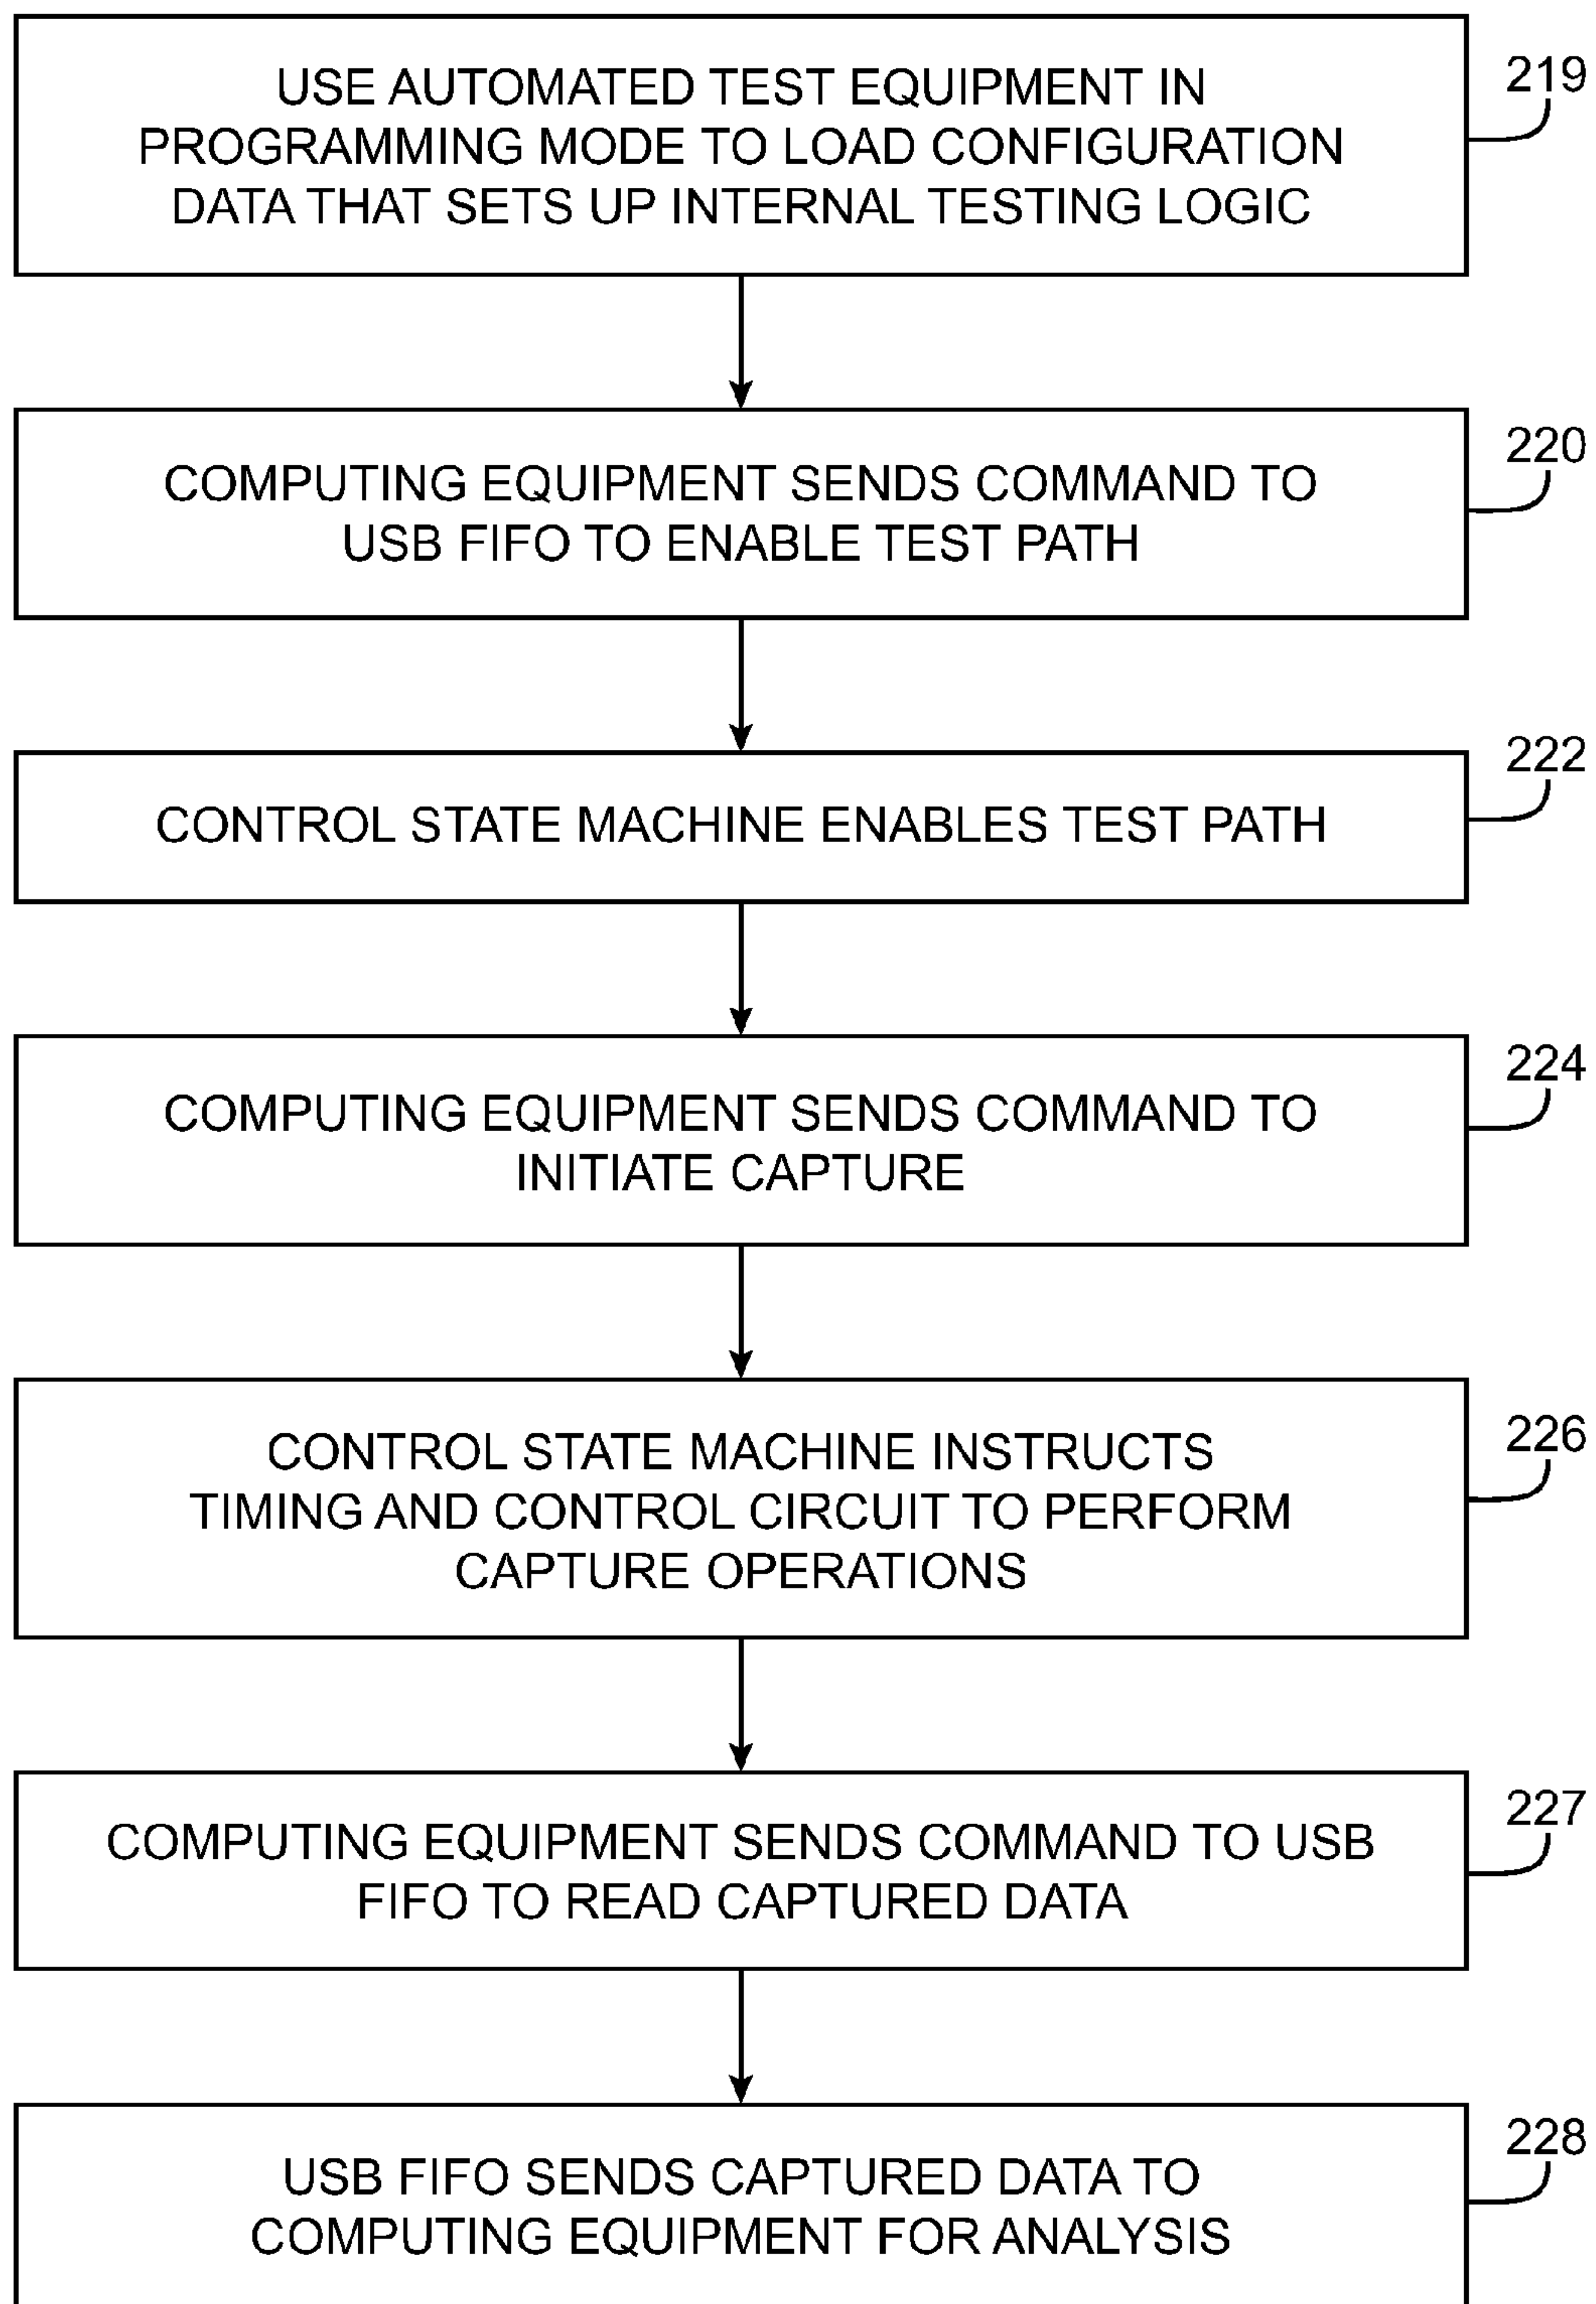 USE AUTOMATED TEST EQUIPMENT IN
PROGRAMMING MODE TO LOAD CONFIGURATION
DATA THAT SETS UP INTERNAL TESTING LOGIC
219
COMPUTING EQUIPMENT SENDS COMMAND TO
USB FIFO TO ENABLE TEST PATH
220
CONTROL STATE MACHINE ENABLES TEST PATH
222
COMPUTING EQUIPMENT SENDS COMMAND TO
INITIATE CAPTURE
224
CONTROL STATE MACHINE INSTRUCTS
TIMING AND CONTROL CIRCUIT TO PERFORM
CAPTURE OPERATIONS
226
COMPUTING EQUIPMENT SENDS COMMAND TO USB
FIFO TO READ CAPTURED DATA
227
USB FIFO SENDS CAPTURED DATA TO
COMPUTING EQUIPMENT FOR ANALYSIS
228